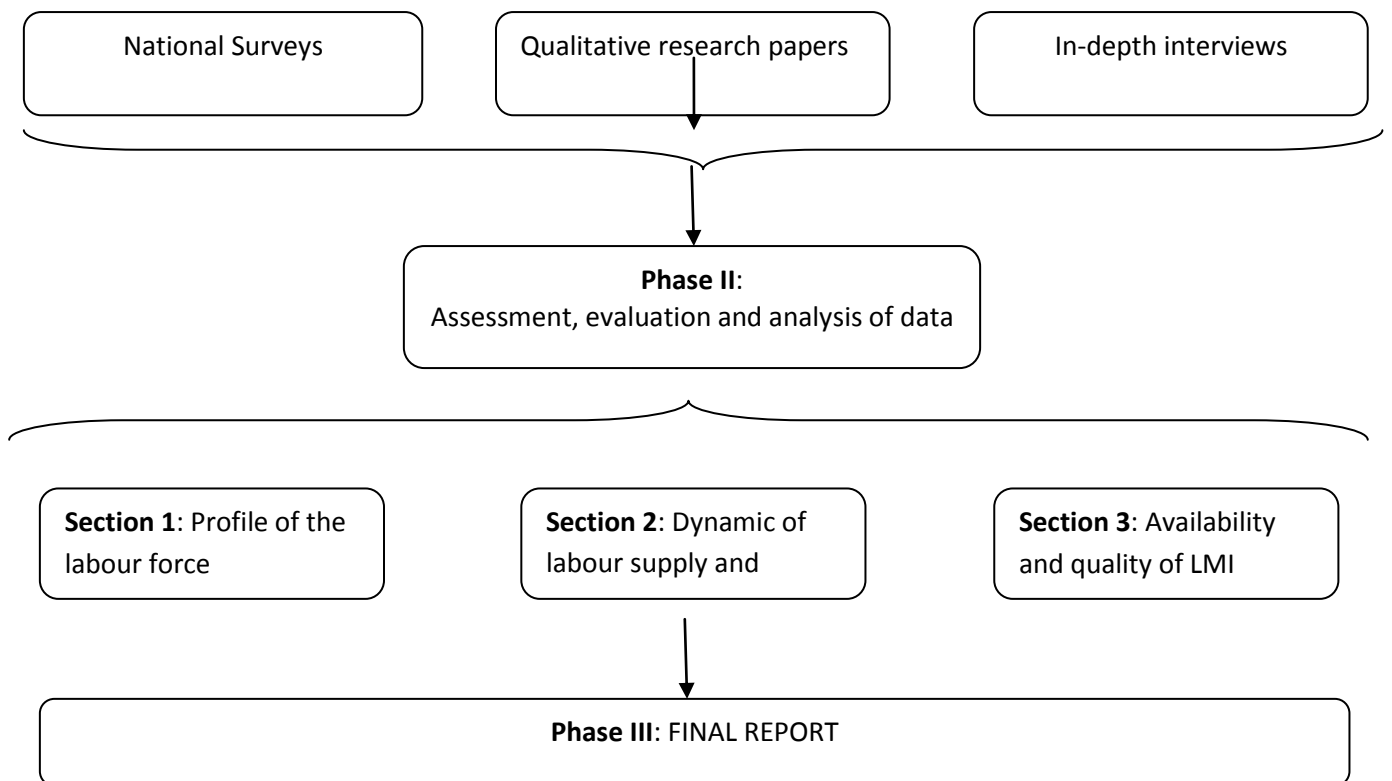 National Surveys
Qualitative research papers
In-depth interviews
Phase II:
Assessment, evaluation and analysis of data
Section 1: Profile of the
labour force
Section 2: Dynamic of
labour supply and
Section 3: Availability
and quality of LMI
Phase III: FINAL REPORT